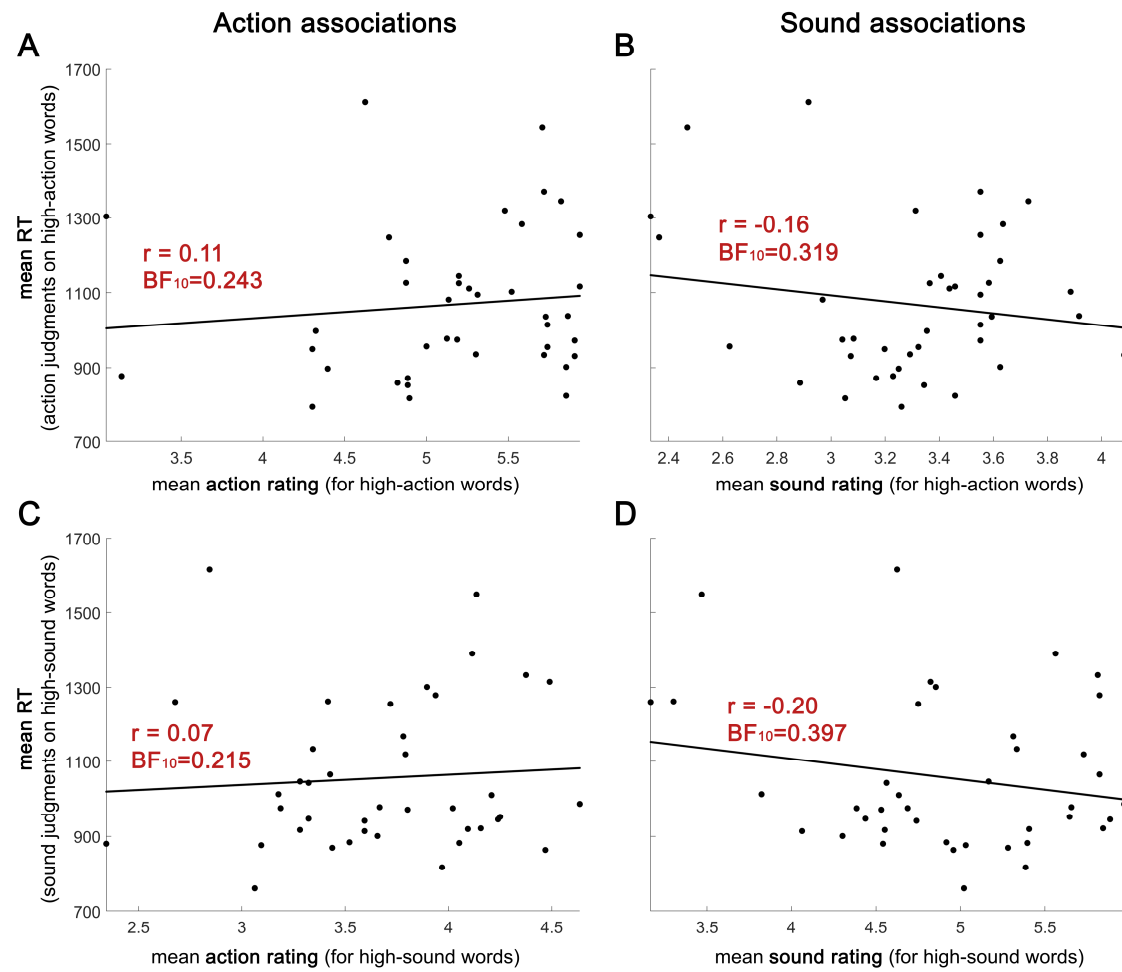 Action associations
Sound associations
A
1700
1500
1300
1100
900
700
mean RT
(action judgments on high-action words)
r = 0.11
BF₁₀=0.243
3.5 4 4.5 5 5.5
mean action rating (for high-action words)
B
r = -0.16
BF₁₀=0.319
2.4 2.6 2.8 3 3.2 3.4 3.6 3.8 4
mean sound rating (for high-action words)
C
1700
1500
1300
1100
900
700
mean RT
(sound judgments on high-sound words)
r = 0.07
BF₁₀=0.215
2.5 3 3.5 4 4.5
mean action rating (for high-sound words)
D
r = -0.20
BF₁₀=0.397
3.5 4 4.5 5 5.5
mean sound rating (for high-sound words)